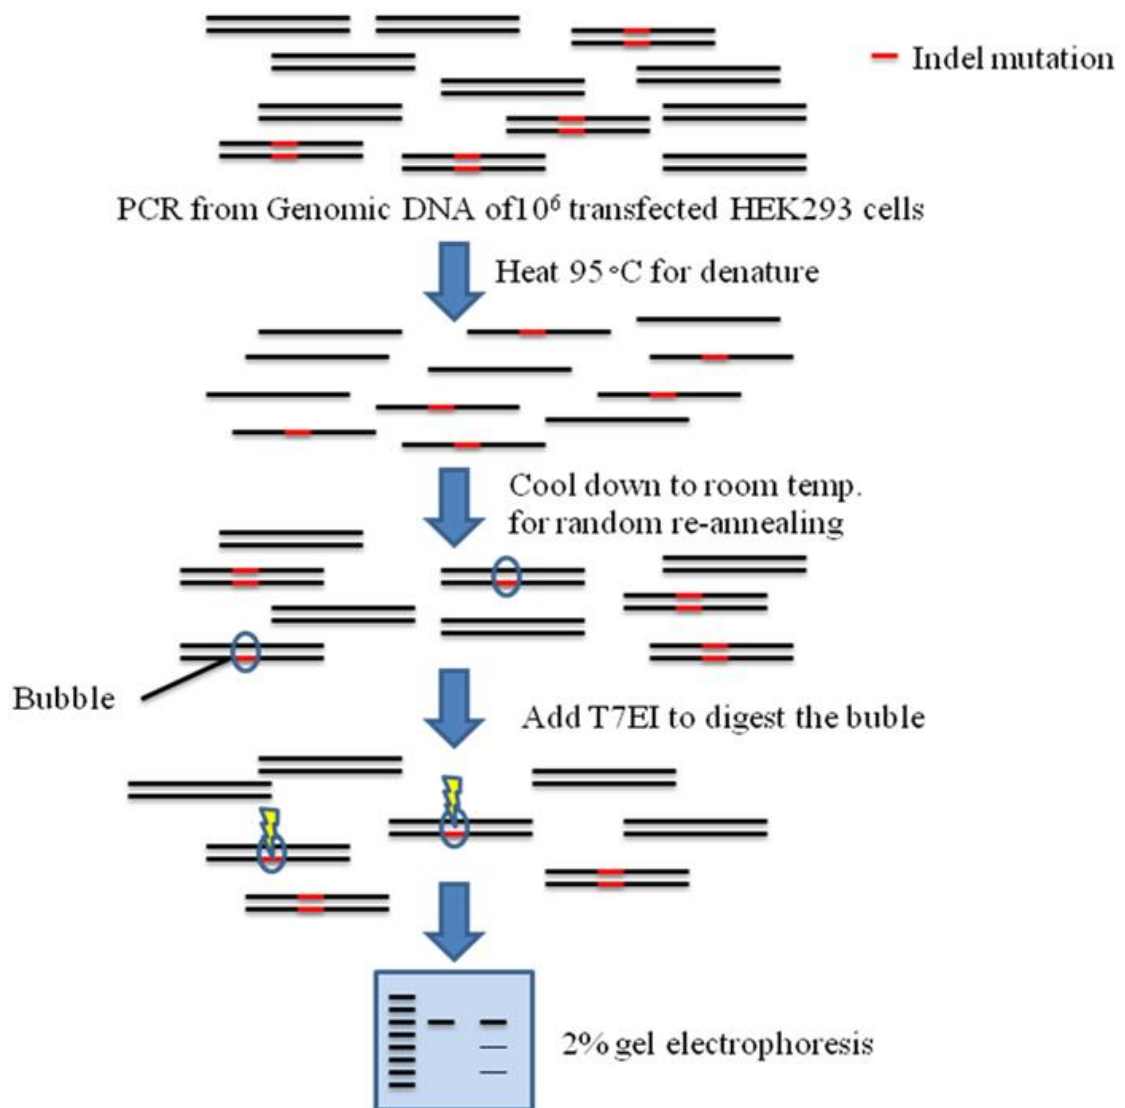 Indel mutation
PCR from Genomic DNA of10⁶ transfected HEK293 cells
Heat 95 °C for denature
Cool down to room temp.
for random re-annealing
Bubble
Add T7EI to digest the buble
2% gel electrophoresis